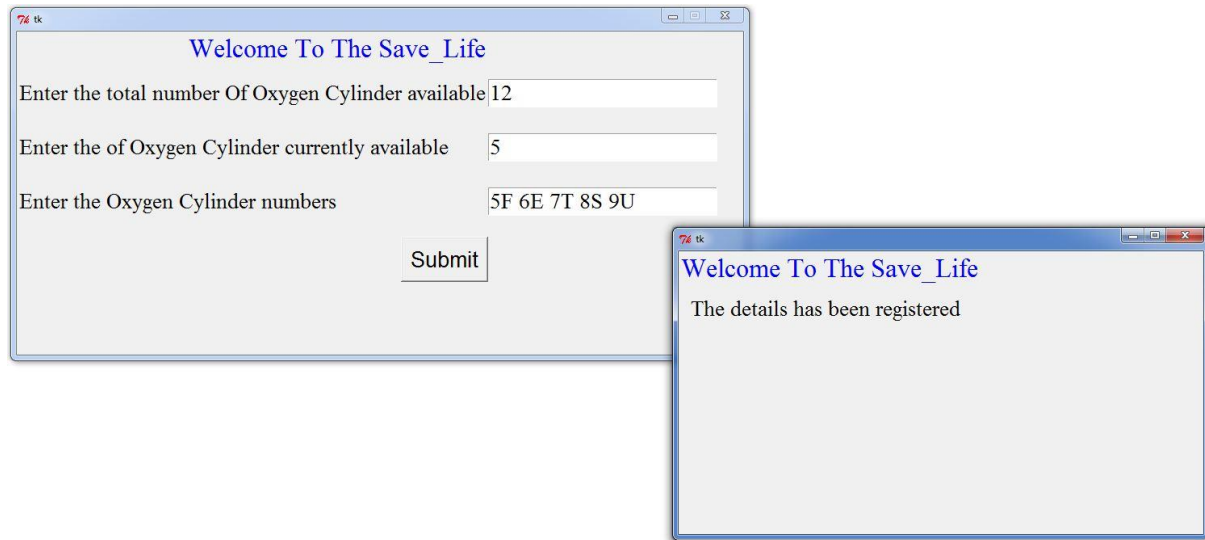 tk
Welcome To The Save_Life
Enter the total number Of Oxygen Cylinder available 12
Enter the of Oxygen Cylinder currently available 5
Enter the Oxygen Cylinder numbers 5F 6E 7T 8S 9U
Submit
tk
Welcome To The Save_Life
The details has been registered